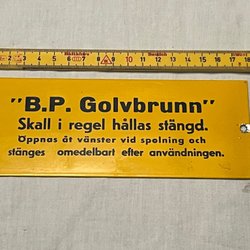 "B.P. Golvbrunn"
Skall i regel hållas stängd.
Öppnas åt vänster vid spolning och
stänges omedelbart efter användningen.